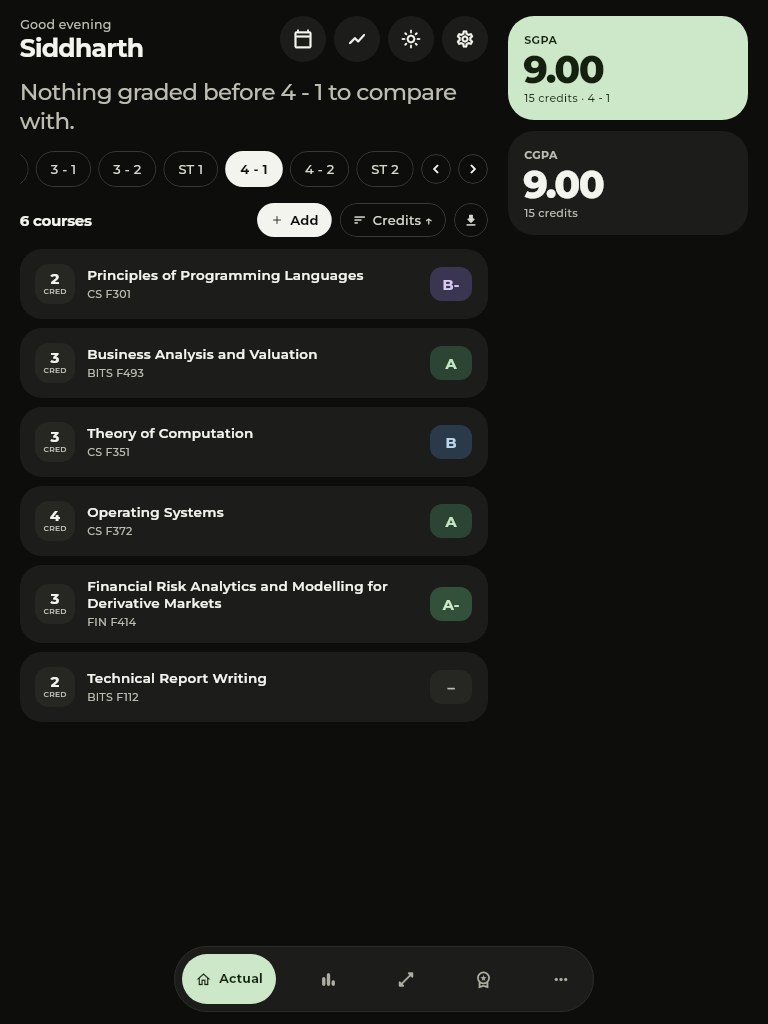 Good evening
Siddharth
Nothing graded before 4 - 1 to compare
with.
3 - 1
3 - 2
ST 1
4 - 1
4 - 2
ST 2
6 courses
+ Add
Credits ↑
2
CRED
Principles of Programming Languages
CS F301
B-
3
CRED
Business Analysis and Valuation
BITS F493
A
3
CRED
Theory of Computation
CS F351
B
4
CRED
Operating Systems
CS F372
A
3
CRED
Financial Risk Analytics and Modelling for
Derivative Markets
FIN F414
A-
2
CRED
Technical Report Writing
BITS F112
–
SGPA
9.00
15 credits · 4 - 1
CGPA
9.00
15 credits
Actual